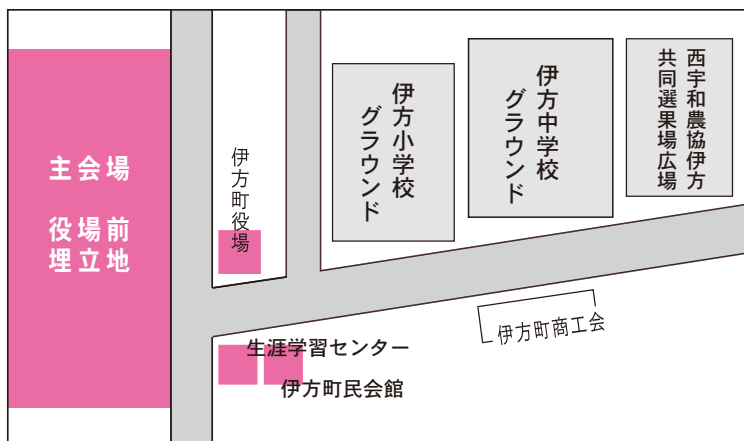 主会場
役場前
埋立地
伊方町役場
伊方小学校
グラウンド
伊方中学校
グラウンド
西宇和農協伊方
共同選果場広場
伊方町商工会
生涯学習センター
伊方町民会館